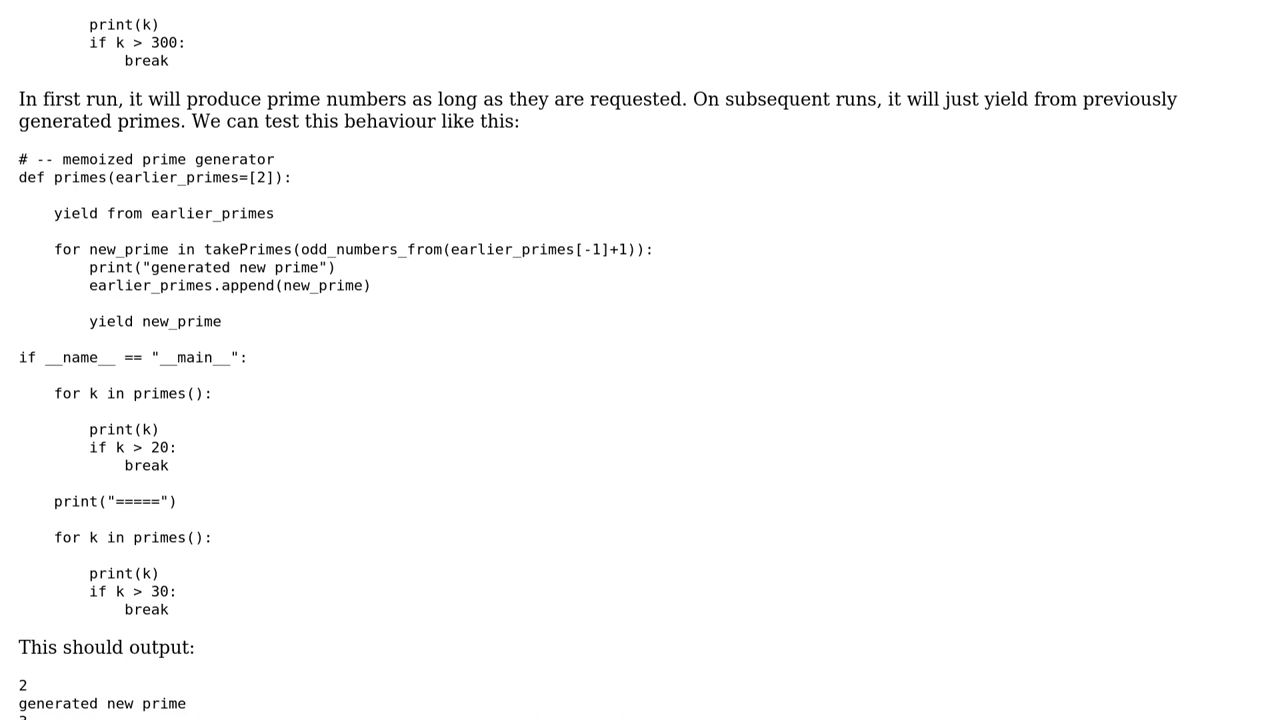 print(k)
        if k > 300:
            break
In first run, it will produce prime numbers as long as they are requested. On subsequent runs, it will just yield from previously
generated primes. We can test this behaviour like this:
# -- memoized prime generator
def primes(earlier_primes=[2]):
    yield from earlier_primes
    for new_prime in takePrimes(odd_numbers_from(earlier_primes[-1]+1)):
        print("generated new prime")
        earlier_primes.append(new_prime)
        yield new_prime
if __name__ == "__main__":
    for k in primes():
        print(k)
        if k > 20:
            break
    print("=====")
    for k in primes():
        print(k)
        if k > 30:
            break
This should output:
2
generated new prime